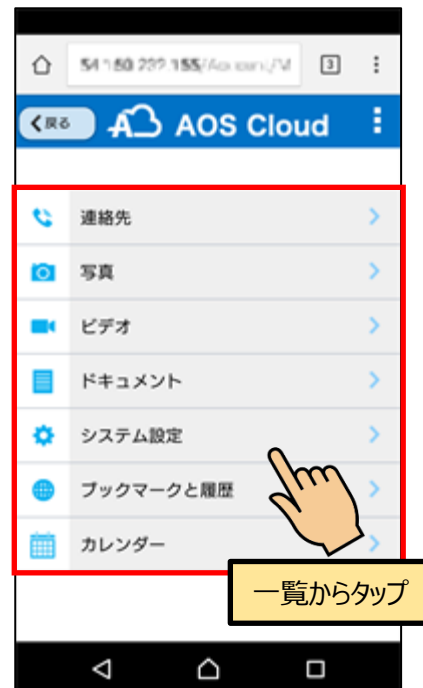 3
戻る
AOS Cloud
連絡先
写真
ビデオ
ドキュメント
システム設定
ブックマークと履歴
カレンダー
一覧からタップ